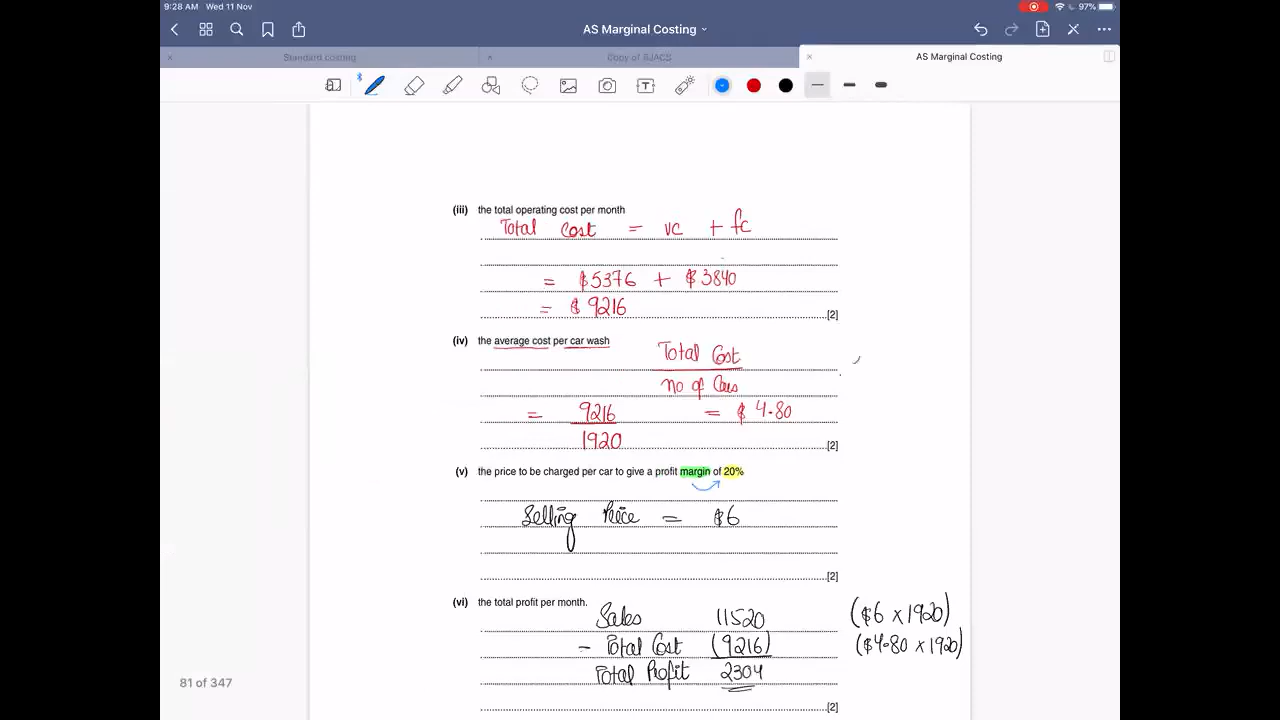 9:28 AM Wed 11 Nov
97%
AS Marginal Costing
Standard costing
Copy of BJACS
AS Marginal Costing
(iii) the total operating cost per month
Total Cost = VC + fc
= $5376 + $3840
= $ 9216
[2]
(iv) the average cost per car wash
Total Cost
no of Cars
= 9216 = $ 4.80
1920
[2]
(v) the price to be charged per car to give a profit margin of 20%
Selling Price = $6
[2]
(vi) the total profit per month.
Sales 11520 ($6 x 1920)
- Total Cost (9216) ($4.80 x 1920)
Total Profit 2304
[2]
81 of 347